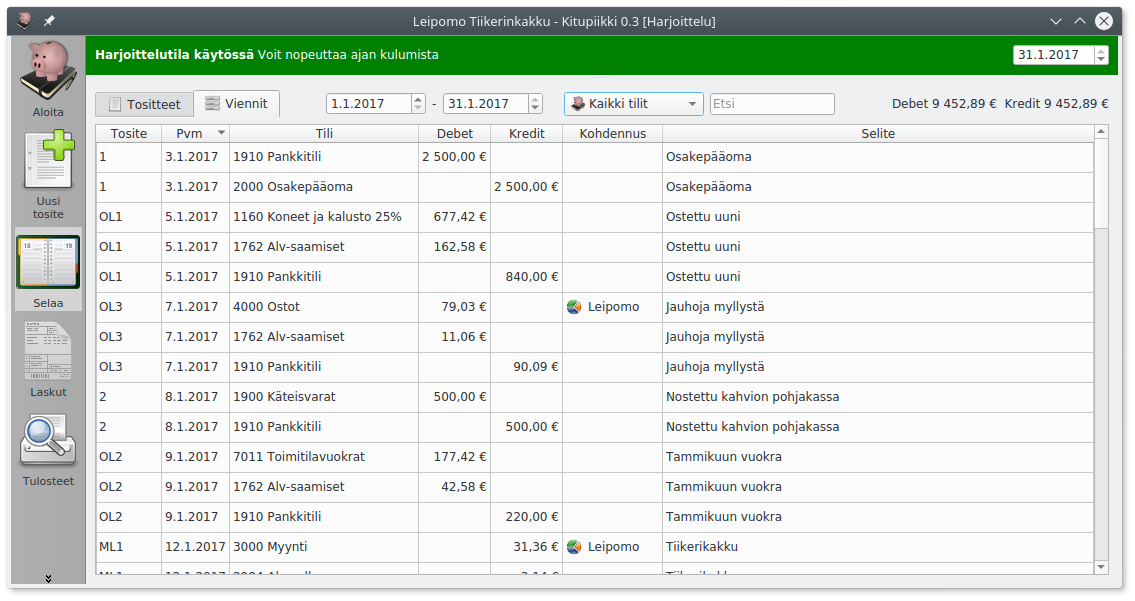 Leipomo Tiikerinkakku - Kitupiikki 0.3 [Harjoittelu]
Harjoittelutila käytössä Voit nopeuttaa ajan kulumista 31.1.2017
Aloita
Uusi
tosite
Selaa
Laskut
Tulosteet
Tositteet Viennit 1.1.2017 - 31.1.2017 Kaikki tilit Etsi Debet 9 452,89 € Kredit 9 452,89 €
Tosite Pvm Tili Debet Kredit Kohdennus Selite
1 3.1.2017 1910 Pankkitili 2 500,00 € Osakepääoma
1 3.1.2017 2000 Osakepääoma 2 500,00 € Osakepääoma
OL1 5.1.2017 1160 Koneet ja kalusto 25% 677,42 € Ostettu uuni
OL1 5.1.2017 1762 Alv-saamiset 162,58 € Ostettu uuni
OL1 5.1.2017 1910 Pankkitili 840,00 € Ostettu uuni
OL3 7.1.2017 4000 Ostot 79,03 € Leipomo Jauhoja myllystä
OL3 7.1.2017 1762 Alv-saamiset 11,06 € Jauhoja myllystä
OL3 7.1.2017 1910 Pankkitili 90,09 € Jauhoja myllystä
2 8.1.2017 1900 Käteisvarat 500,00 € Nostettu kahvion pohjakassa
2 8.1.2017 1910 Pankkitili 500,00 € Nostettu kahvion pohjakassa
OL2 9.1.2017 7011 Toimitilavuokrat 177,42 € Tammikuun vuokra
OL2 9.1.2017 1762 Alv-saamiset 42,58 € Tammikuun vuokra
OL2 9.1.2017 1910 Pankkitili 220,00 € Tammikuun vuokra
ML1 12.1.2017 3000 Myynti 31,36 € Leipomo Tiikerikakku